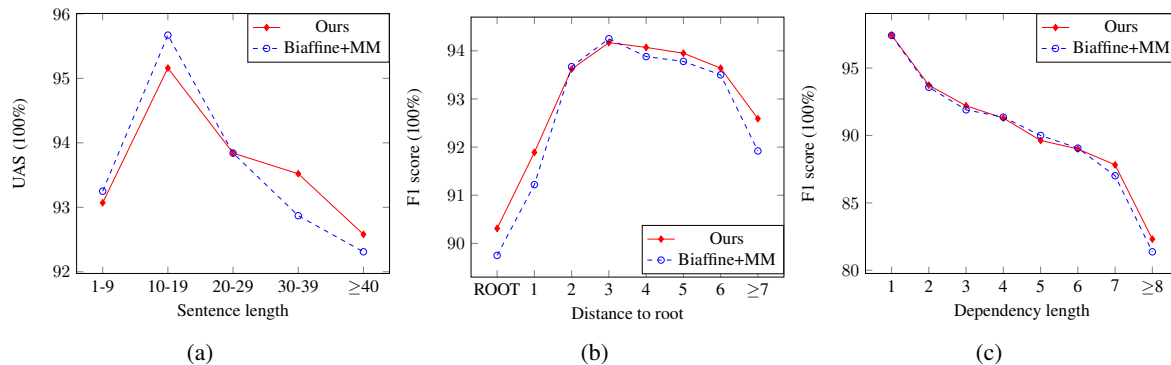 96
95
94
93
92
UAS (100%)
1-9 10-19 20-29 30-39 ≥40
Sentence length
Ours
Biaffine+MM
(a)
94
93
92
91
90
F1 score (100%)
ROOT 1 2 3 4 5 6 ≥7
Distance to root
Ours
Biaffine+MM
(b)
95
90
85
80
F1 score (100%)
1 2 3 4 5 6 7 ≥8
Dependency length
Ours
Biaffine+MM
(c)